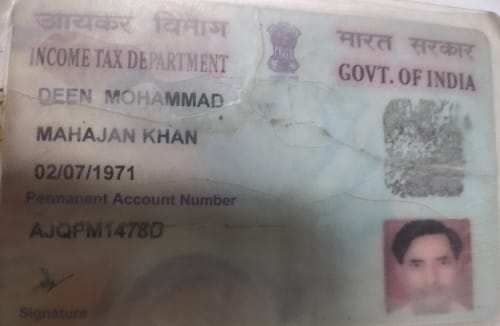 आयकर विभाग
भारत सरकार
INCOME TAX DEPARTMENT
GOVT. OF INDIA
DEEN MOHAMMAD
MAHAJAN KHAN
02/07/1971
Permanent Account Number
AJQPM1478D
Signature